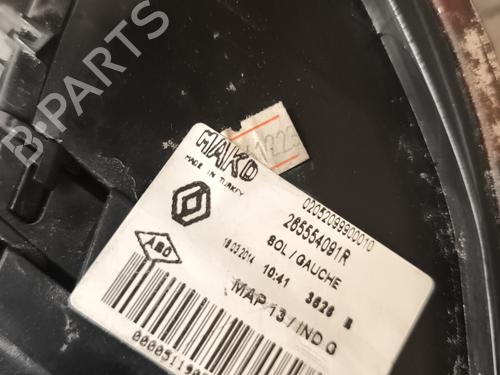 B-PARTS
MAKO
MADE IN TURKEY
02052099900010
265554091R
SOL / GAUCHE
19.03.2014 10:41 3626 B
MAP 13 / IND G